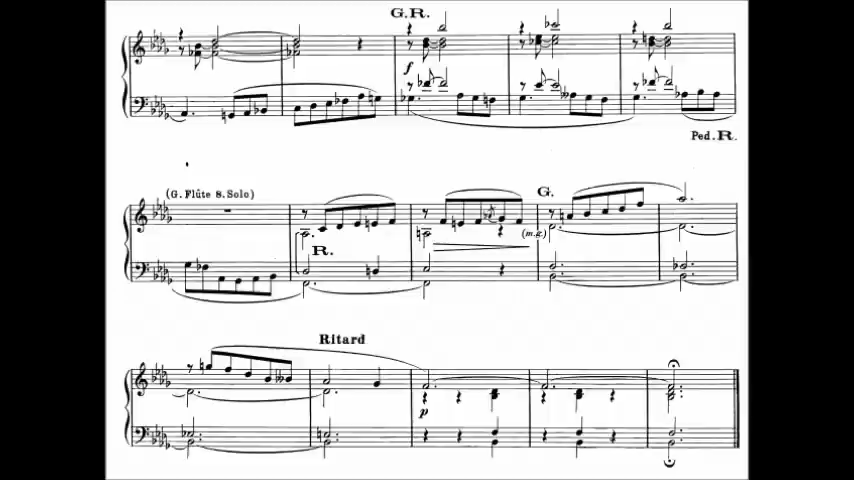 G.R.
f
Ped. R.
(G. Flûte 8. Solo)
G.
R.
(m.g.)
Ritard
p